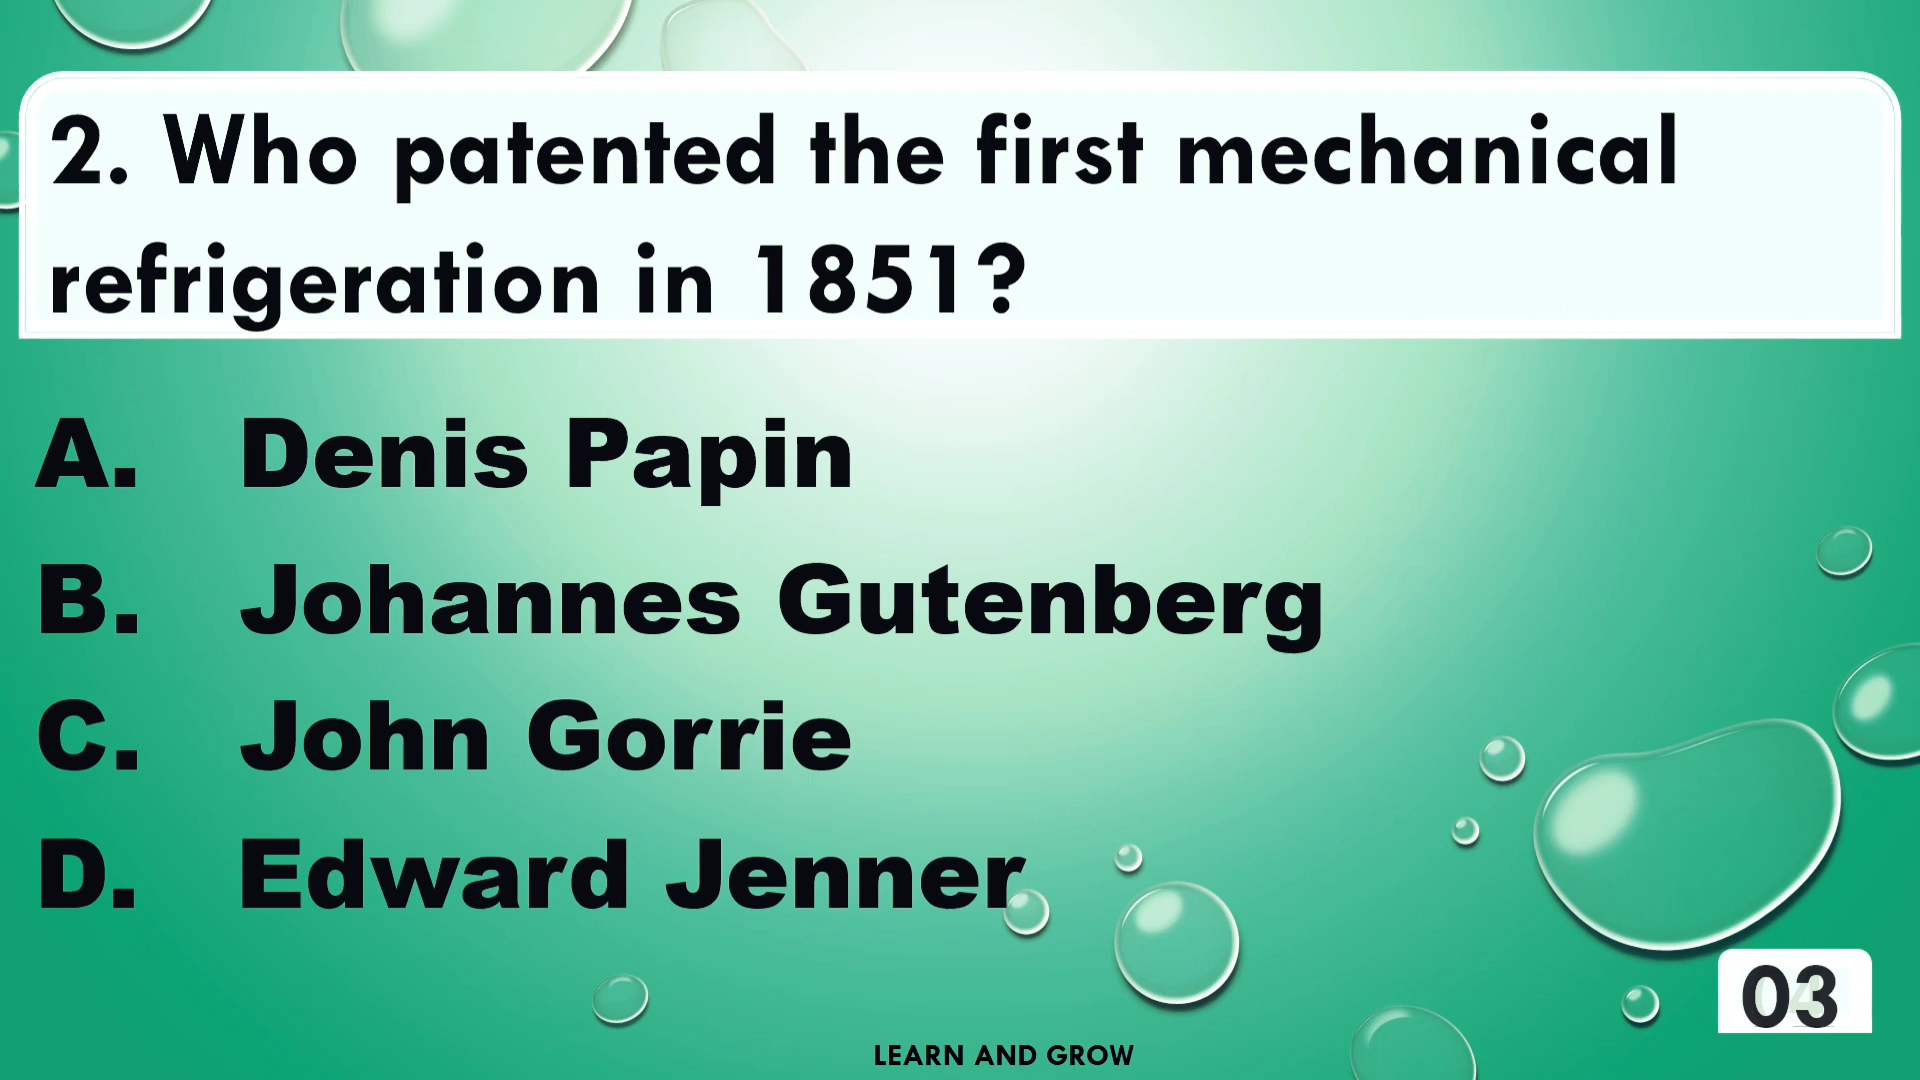 2. Who patented the first mechanical
refrigeration in 1851?
A. Denis Papin
B. Johannes Gutenberg
C. John Gorrie
D. Edward Jenner
03
LEARN AND GROW